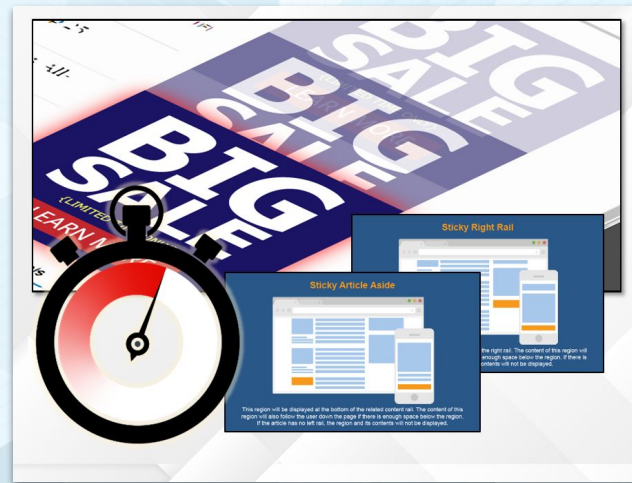 BIG
SALE
LEARN MORE
BIG
SALE
BIG
SALE
{LIMITED
LEARN
Sticky Right Rail
the right rail. The content of this region will
enough space below the region. If there is
contents will not be displayed.
Sticky Article Aside
This region will be displayed at the bottom of the related content rail. The content of this
region will also follow the user down the page if there is enough space below the region.
If the article has no left rail, the region and its contents will not be displayed.